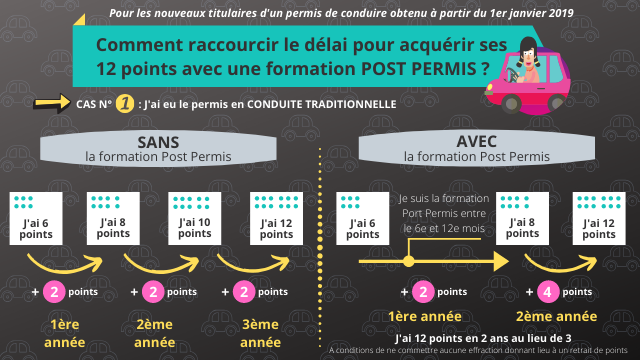 Pour les nouveaux titulaires d'un permis de conduire obtenu à partir du 1er janvier 2019
Comment raccourcir le délai pour acquérir ses
12 points avec une formation POST PERMIS ?
CAS N° 1 : J'ai eu le permis en CONDUITE TRADITIONNELLE
SANS
la formation Post Permis
J'ai 6
points
J'ai 8
points
J'ai 10
points
J'ai 12
points
+ 2 points
+ 2 points
+ 2 points
1ère
année
2ème
année
3ème
année
AVEC
la formation Post Permis
J'ai 6
points
Je suis la formation
Port Permis entre
le 6e et 12e mois
J'ai 8
points
J'ai 12
points
+ 2 points
+ 4 points
1ère année
2ème année
J'ai 12 points en 2 ans au lieu de 3
A conditions de ne commettre aucune effraction donnant lieu à un retrait de points